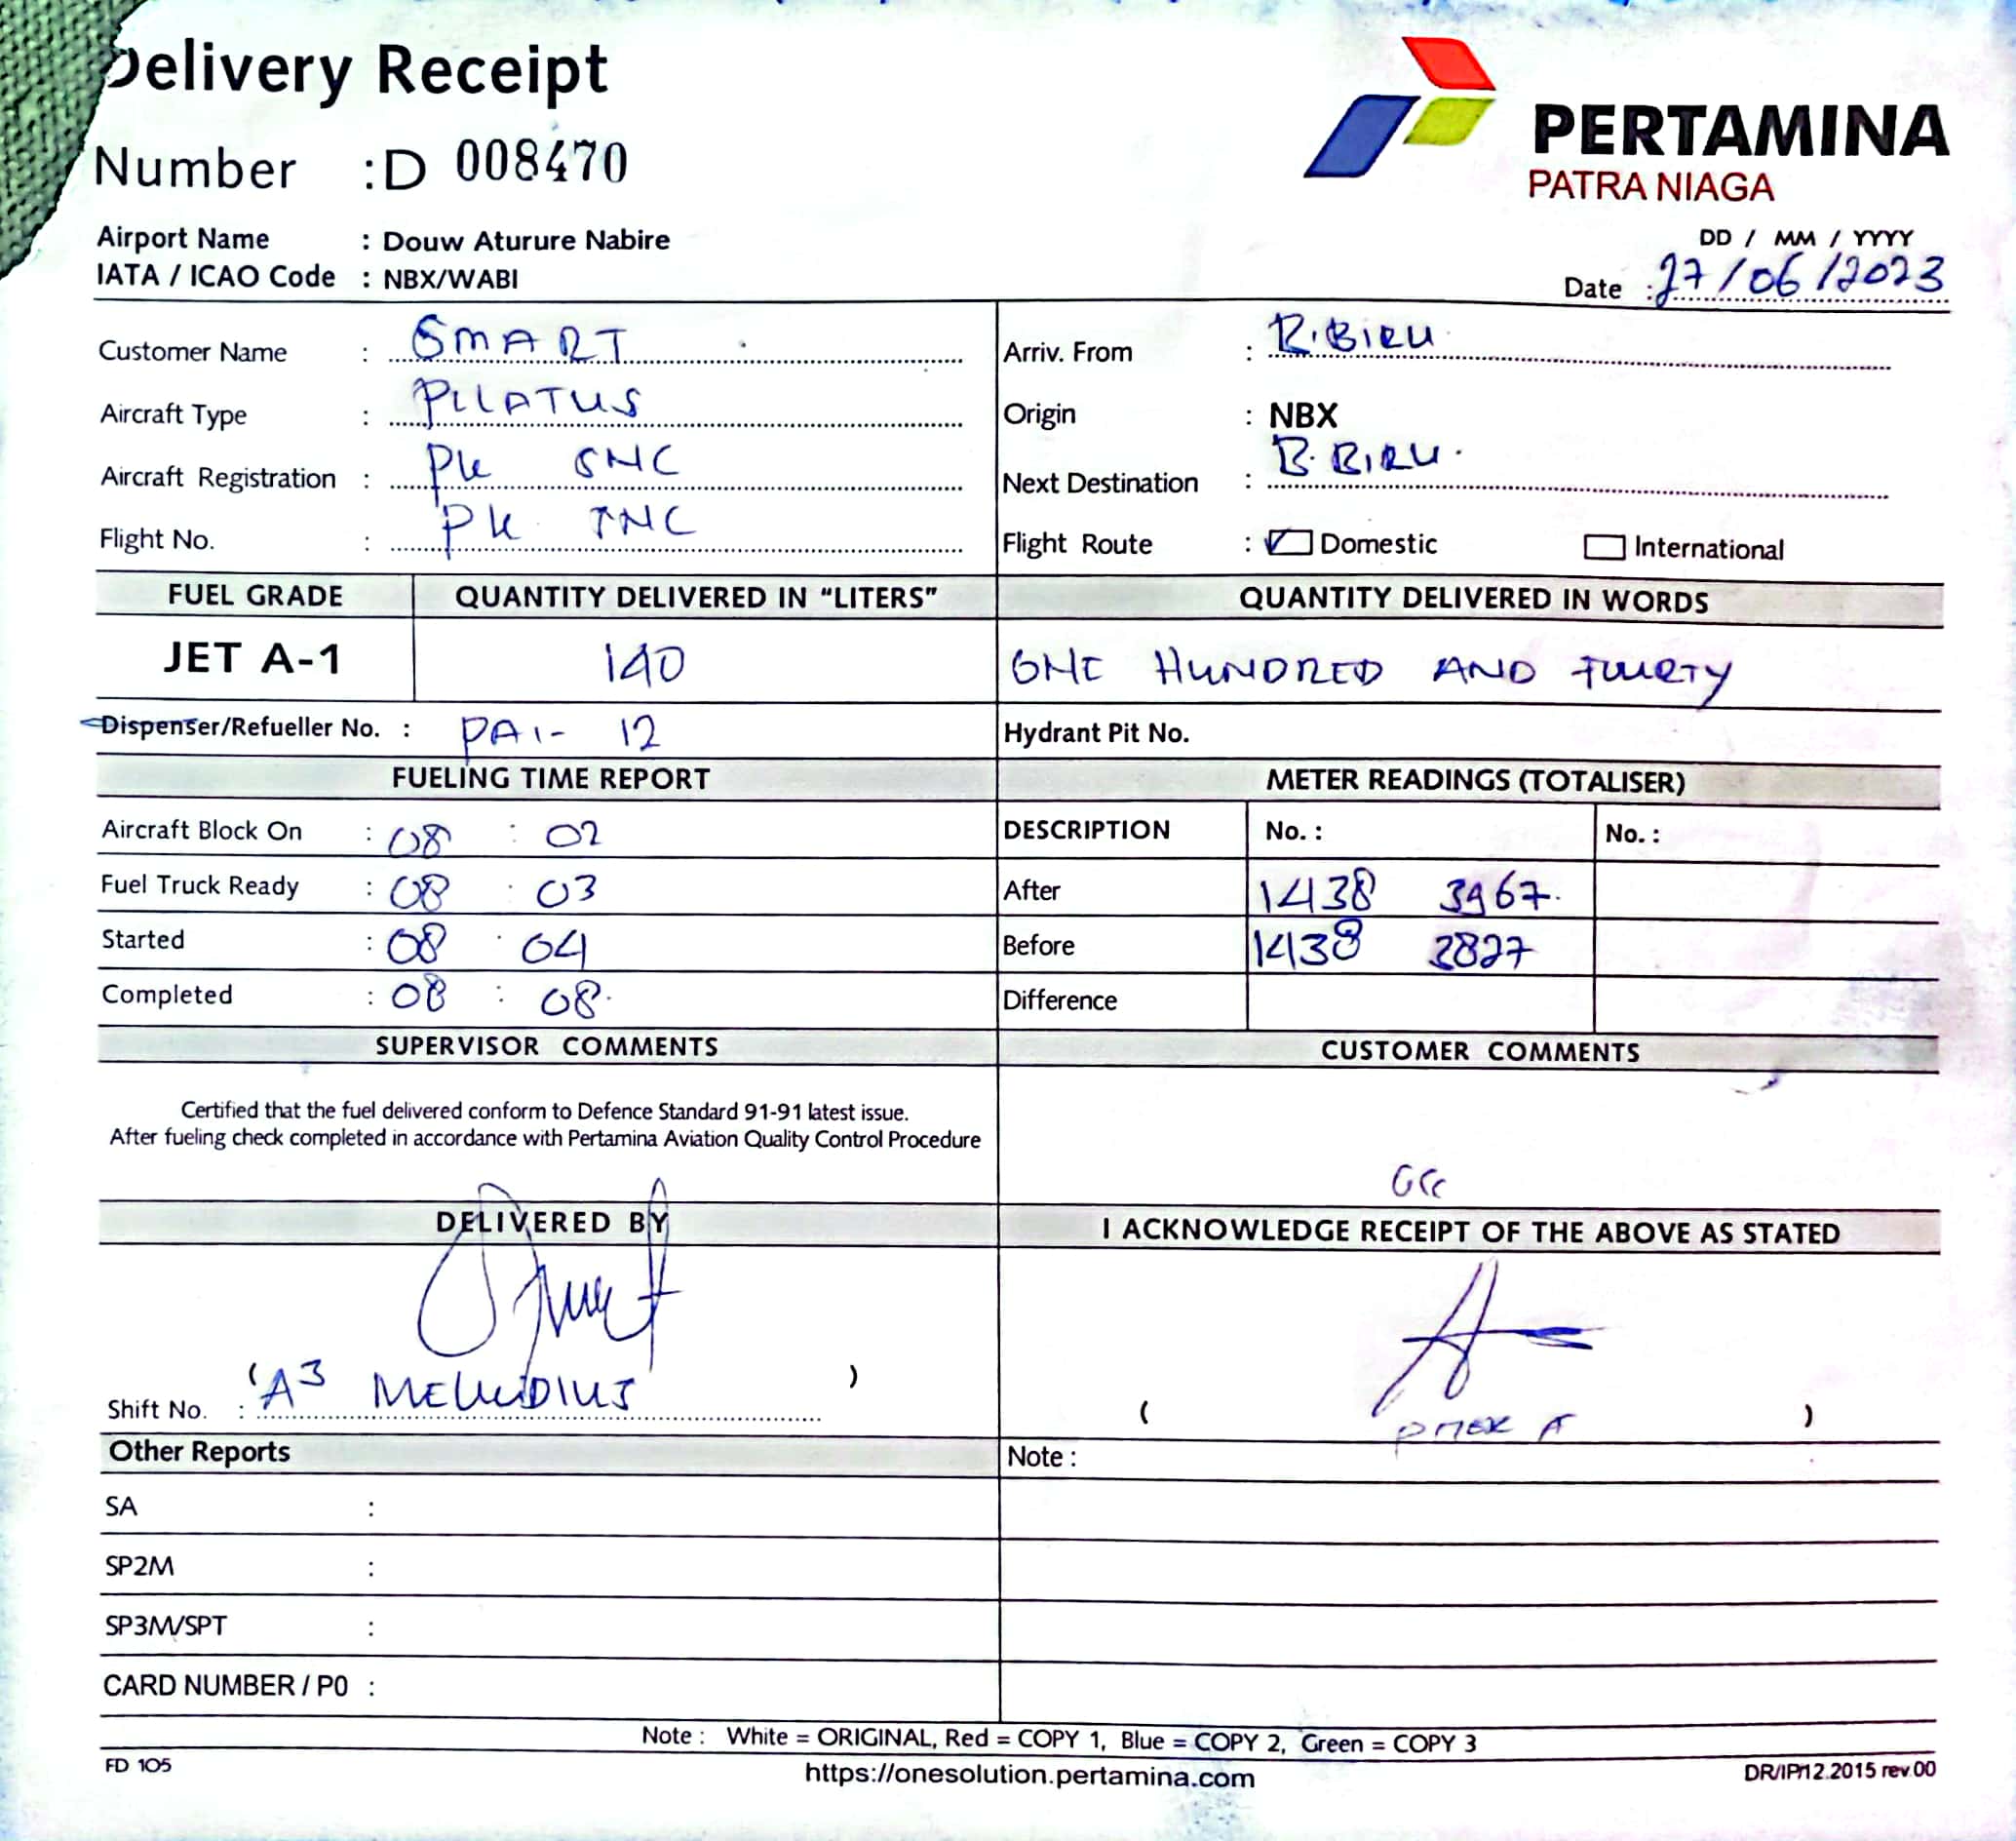 Delivery Receipt
PERTAMINA
PATRA NIAGA
Number : D 008470
Airport Name : Douw Aturure Nabire
IATA / ICAO Code : NBX/WABI
DD / MM / YYYY
Date : 27/06/2023
Customer Name : SMART
Arriv. From : B.BIRU
Aircraft Type : PILATUS
Origin : NBX
Aircraft Registration : PK SNC
Next Destination : B.BIRU.
Flight No. : PK SNC
Flight Route : Domestic International
FUEL GRADE QUANTITY DELIVERED IN “LITERS” QUANTITY DELIVERED IN WORDS
JET A-1 140 ONE HUNDRED AND
Dispenser/Refueller No. : PAI- 12 Hydrant Pit No.
FUELING TIME REPORT METER READINGS (TOTALISER)
Aircraft Block On : 08 : 02 DESCRIPTION No. : No. :
Fuel Truck Ready : 08 : 03 After 1438 3967.
Started : 08 : 04 Before 1438 3827
Completed : 08 : 08. Difference
SUPERVISOR COMMENTS CUSTOMER COMMENTS
Certified that the fuel delivered conform to Defence Standard 91-91 latest issue.
After fueling check completed in accordance with Pertamina Aviation Quality Control Procedure
DELIVERED BY I ACKNOWLEDGE RECEIPT OF THE ABOVE AS STATED
Shift No. : ( A3 )
( )
Other Reports Note :
SA :
SP2M :
SP3M/SPT :
CARD NUMBER / PO :
Note : White = ORIGINAL, Red = COPY 1, Blue = COPY 2, Green = COPY 3
FD 105 https://onesolution.pertamina.com DR/IP/12.2015 rev.00